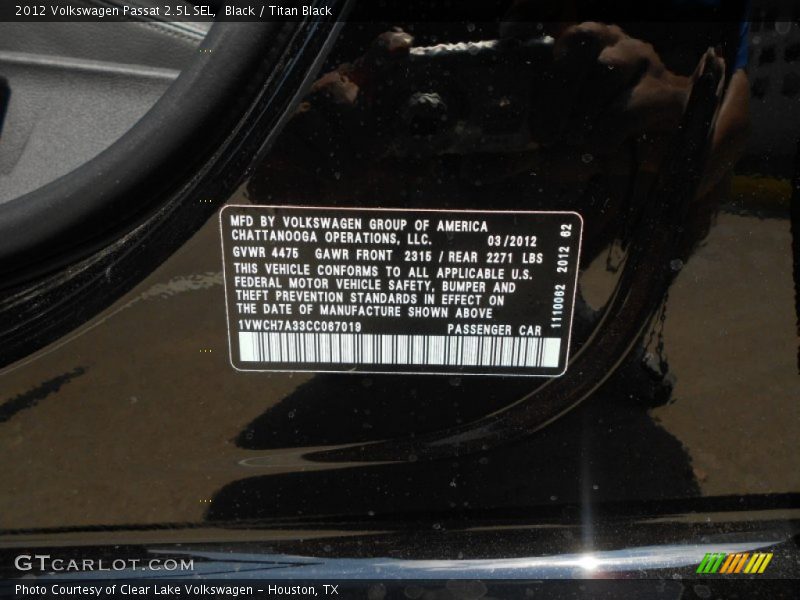 2012 Volkswagen Passat 2.5L SEL, Black / Titan Black
MFD BY VOLKSWAGEN GROUP OF AMERICA
CHATTANOOGA OPERATIONS, LLC. 03/2012
GVWR 4475 GAWR FRONT 2315 / REAR 2271 LBS
THIS VEHICLE CONFORMS TO ALL APPLICABLE U.S.
FEDERAL MOTOR VEHICLE SAFETY, BUMPER AND
THEFT PREVENTION STANDARDS IN EFFECT ON
THE DATE OF MANUFACTURE SHOWN ABOVE
1VWCH7A33CC067019 PASSENGER CAR
1110062 2012 62
GTCARLOT.COM
Photo Courtesy of Clear Lake Volkswagen - Houston, TX